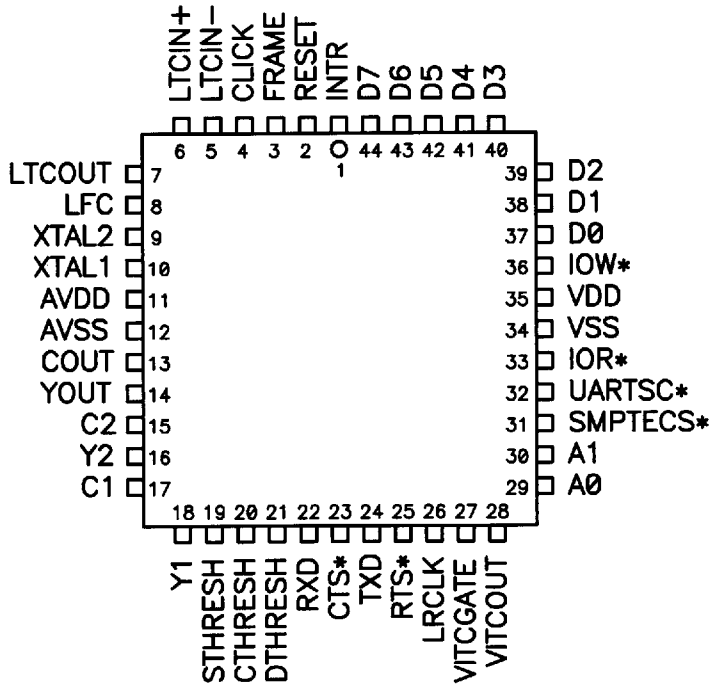 LTCIN+
LTCIN−
CLICK
FRAME
RESET
INTR
D7
D6
D5
D4
D3
6 5 4 3 2 1 44 43 42 41 40
LTCOUT 7
LFC 8
XTAL2 9
XTAL1 10
AVDD 11
AVSS 12
COUT 13
YOUT 14
C2 15
Y2 16
C1 17
39 D2
38 D1
37 D0
36 IOW*
35 VDD
34 VSS
33 IOR*
32 UARTSC*
31 SMPTECS*
30 A1
29 A0
18 19 20 21 22 23 24 25 26 27 28
Y1
STHRESH
CTHRESH
DTHRESH
RXD
CTS*
TXD
RTS*
LRCLK
VITCGATE
VITCOUT